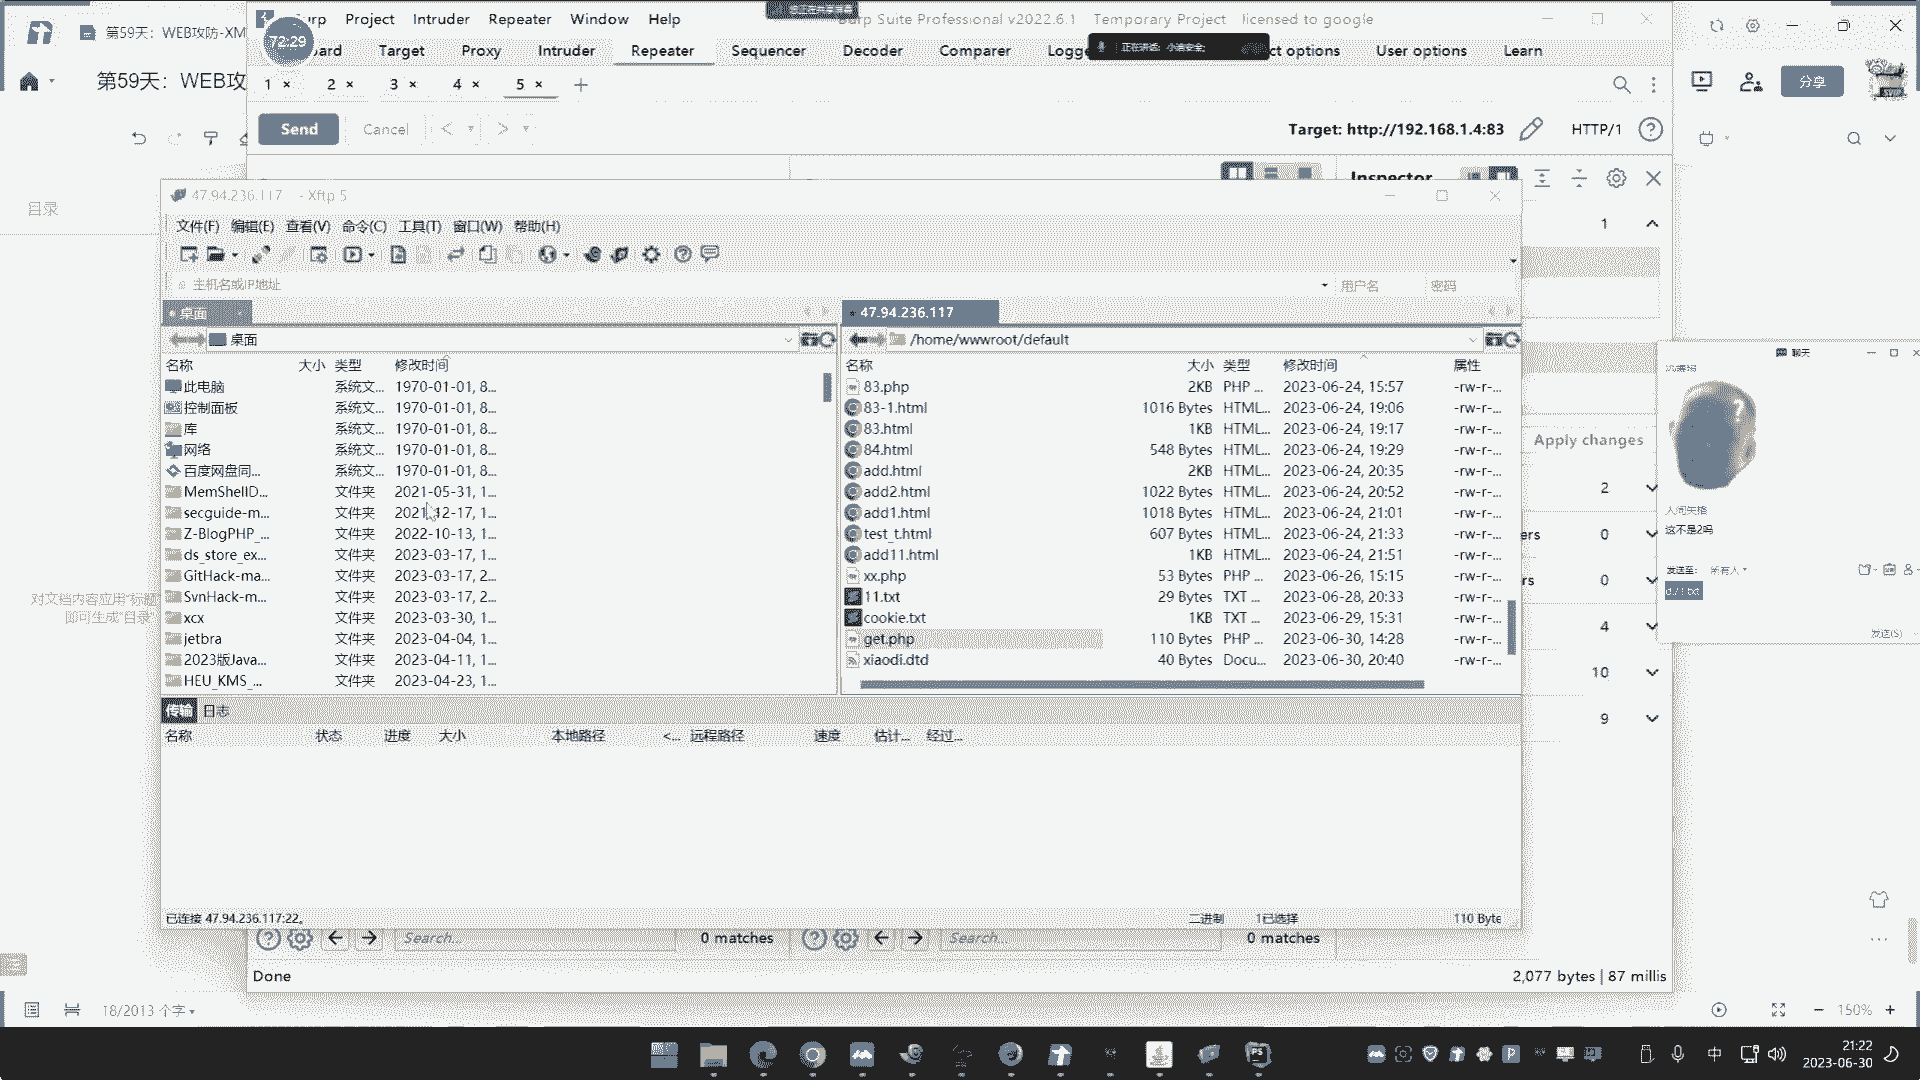 第59天：WEB攻防-XM
Project Intruder Repeater Window Help
Burp Suite Professional v2022.6.1 Temporary Project licensed to google
72:29
Target Proxy Intruder Repeater Sequencer Decoder Comparer Logge
正在讲话: 小迪安全;
ct options User options Learn
第59天：WEB攻
1 × 2 × 3 × 4 × 5 × +
分享
Send Cancel < >
Target: http://192.168.1.4:83 HTTP/1
Inspector
目录
47.94.236.117 - Xftp 5
文件(F) 编辑(E) 查看(V) 命令(C) 工具(T) 窗口(W) 帮助(H)
1
主机名或IP地址 用户名 密码
桌面 47.94.236.117
桌面 /home/wwwroot/default
名称 大小 类型 修改时间 名称 大小 类型 修改时间 属性
此电脑 系统文... 1970-01-01, 8... 83.php 2KB PHP ... 2023-06-24, 15:57 -rw-r-...
控制面板 系统文... 1970-01-01, 8... 83-1.html 1016 Bytes HTML... 2023-06-24, 19:06 -rw-r-...
库 系统文... 1970-01-01, 8... 83.html 1KB HTML... 2023-06-24, 19:17 -rw-r-...
网络 系统文... 1970-01-01, 8... 84.html 548 Bytes HTML... 2023-06-24, 19:29 -rw-r-...
百度网盘同... 系统文... 1970-01-01, 8... add.html 2KB HTML... 2023-06-24, 20:35 -rw-r-...
MemShellD... 文件夹 2021-05-31, 1... add2.html 1022 Bytes HTML... 2023-06-24, 20:52 -rw-r-...
secguide-m... 文件夹 2021-12-17, 1... add1.html 1018 Bytes HTML... 2023-06-24, 21:01 -rw-r-...
Z-BlogPHP_... 文件夹 2022-10-13, 1... test_t.html 607 Bytes HTML... 2023-06-24, 21:33 -rw-r-...
ds_store_ex... 文件夹 2023-03-17, 1... add11.html 1KB HTML... 2023-06-24, 21:51 -rw-r-...
GitHack-ma... 文件夹 2023-03-17, 2... xx.php 53 Bytes PHP ... 2023-06-26, 15:15 -rw-r-...
SvnHack-m... 文件夹 2023-03-17, 2... 11.txt 29 Bytes TXT ... 2023-06-28, 20:33 -rw-r-...
xcx 文件夹 2023-03-30, 1... cookie.txt 1KB TXT ... 2023-06-29, 15:31 -rw-r-...
jetbra 文件夹 2023-04-04, 1... get.php 110 Bytes PHP ... 2023-06-30, 14:28 -rw-r-...
2023版Java... 文件夹 2023-04-11, 1... xiaodi.dtd 40 Bytes Docu... 2023-06-30, 20:40 -rw-r-...
HEU_KMS_... 文件夹 2023-04-23, 1...
聊天
Apply changes
2
人间失格
这不是2吗
ers 0
发送至: 所有人
rs 0
4
发送(S)
10
9
对文档内容应用“标题
即可生成“目录
传输 日志
名称 状态 进度 大小 本地路径 <... 远程路径 速度 估计... 经过...
已连接 47.94.236.117:22。 二进制 1已选择 110 Byte
Search... 0 matches Search... 0 matches
Done 2,077 bytes | 87 millis
18/2013 个字 150%
中 21:22
2023-06-30